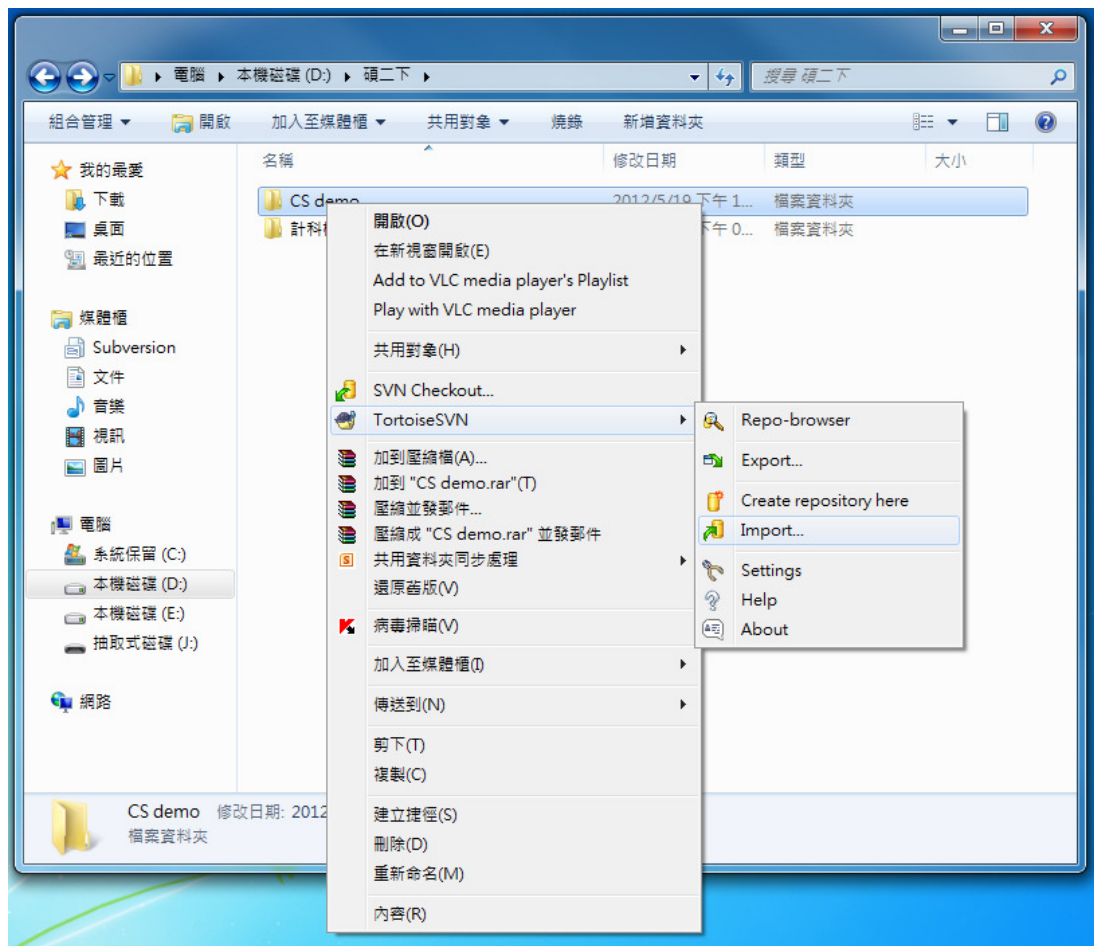 電腦 本機磁碟 (D:) 碩二下
搜尋 碩二下
組合管理 開啟 加入至媒體櫃 共用對象 燒錄 新增資料夾
我的最愛
下載
桌面
最近的位置
媒體櫃
Subversion
文件
音樂
視訊
圖片
電腦
系統保留 (C:)
本機磁碟 (D:)
本機磁碟 (E:)
抽取式磁碟 (J:)
網路
名稱 修改日期 類型 大小
CS demo 2012/5/19 下午 1... 檔案資料夾
計科 下午 0... 檔案資料夾
開啟(O)
在新視窗開啟(E)
Add to VLC media player's Playlist
Play with VLC media player
共用對象(H)
SVN Checkout...
TortoiseSVN
加到壓縮檔(A)...
加到 "CS demo.rar"(T)
壓縮並發郵件...
壓縮成 "CS demo.rar" 並發郵件
共用資料夾同步處理
還原舊版(V)
病毒掃瞄(V)
加入至媒體櫃(I)
傳送到(N)
剪下(T)
複製(C)
建立捷徑(S)
刪除(D)
重新命名(M)
內容(R)
Repo-browser
Export...
Create repository here
Import...
Settings
Help
About
CS demo 修改日期: 2012
檔案資料夾